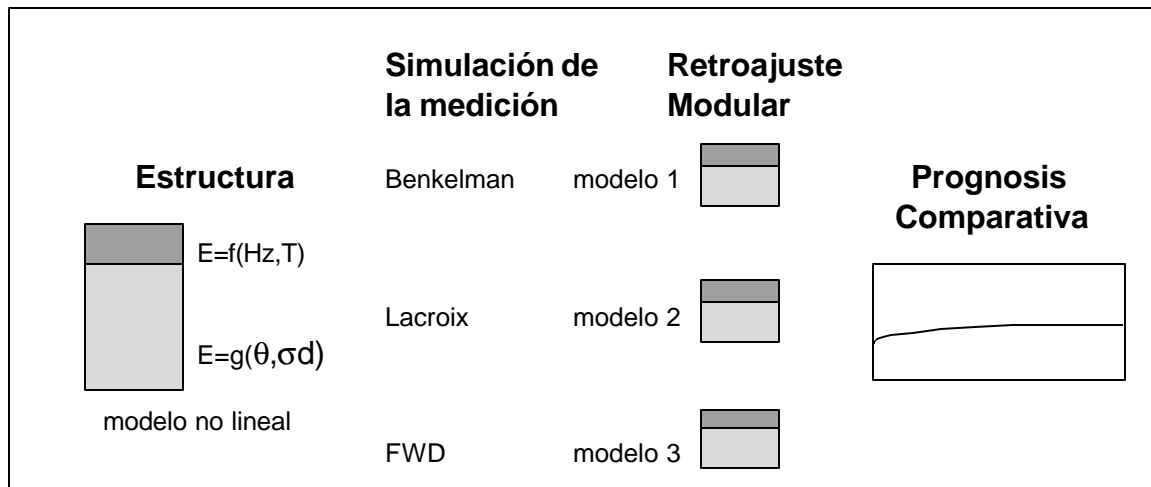 Simulación de
la medición
Retroajuste
Modular
Estructura
E=f(Hz,T)
E=g(θ,σd)
modelo no lineal
Benkelman
modelo 1
Lacroix
modelo 2
FWD
modelo 3
Prognosis
Comparativa